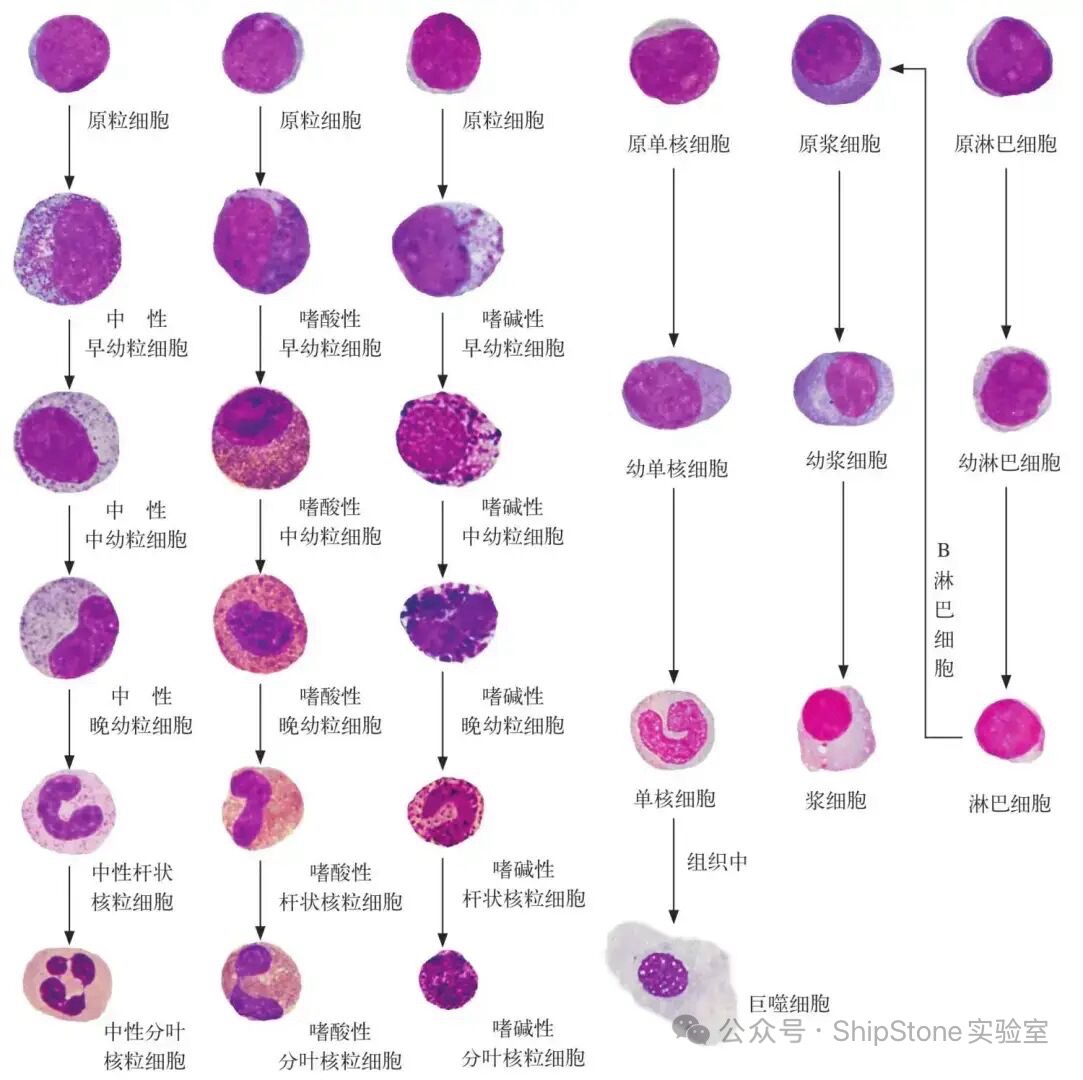 原粒细胞
原粒细胞
原粒细胞
原单核细胞
原浆细胞
原淋巴细胞
中 性
早幼粒细胞
嗜酸性
早幼粒细胞
嗜碱性
早幼粒细胞
幼单核细胞
幼浆细胞
幼淋巴细胞
中 性
中幼粒细胞
嗜酸性
中幼粒细胞
嗜碱性
中幼粒细胞
B
淋
巴
细
胞
中 性
晚幼粒细胞
嗜酸性
晚幼粒细胞
嗜碱性
晚幼粒细胞
单核细胞
浆细胞
淋巴细胞
中性杆状
核粒细胞
嗜酸性
杆状核粒细胞
嗜碱性
杆状核粒细胞
组织中
中性分叶
核粒细胞
嗜酸性
分叶核粒细胞
嗜碱性
分叶核粒细胞
巨噬细胞
公众号·ShipStone实验室